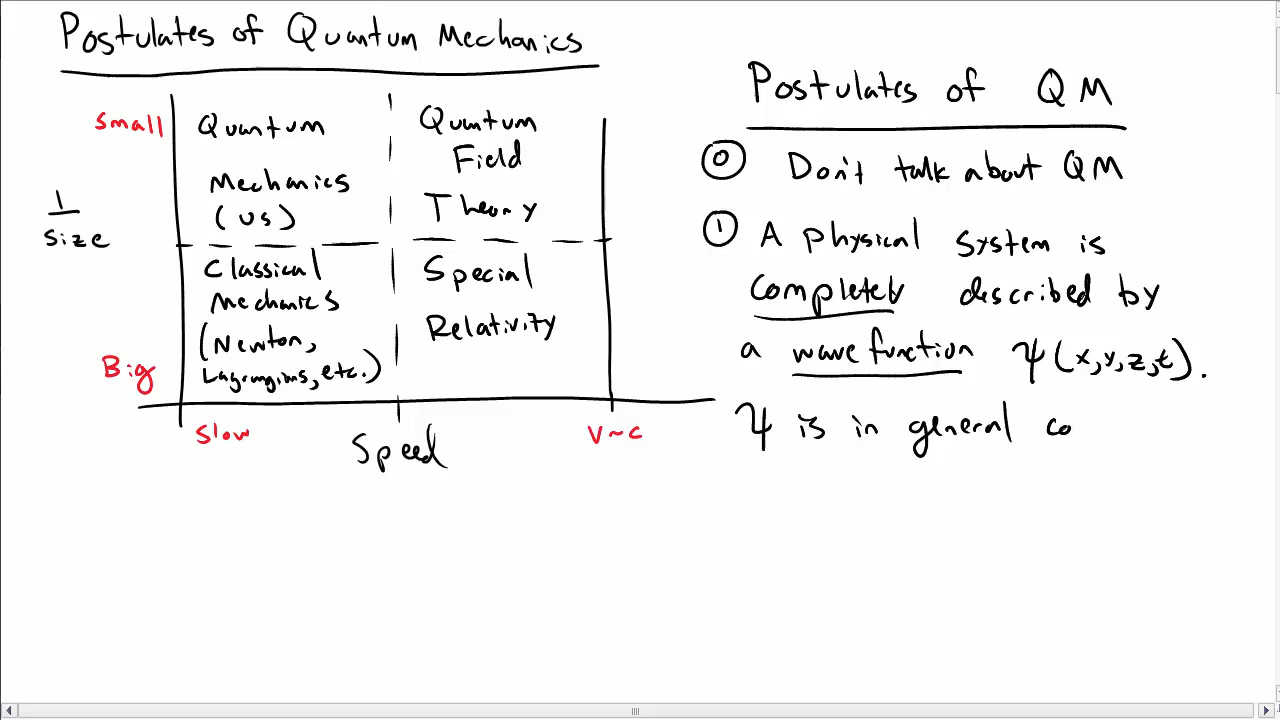 Postulates of Quantum Mechanics
small
Quantum
Mechanics
(us)
Quantum
Field
Theory
1
size
Classical
Mechanics
(Newton,
Lagrangians, etc.)
Special
Relativity
Big
Slow
Speed
v~c
Postulates of QM
0 Don't talk about QM
1 A physical system is
completely described by
a wave function ψ(x,y,z,t).
Ψ is in general co